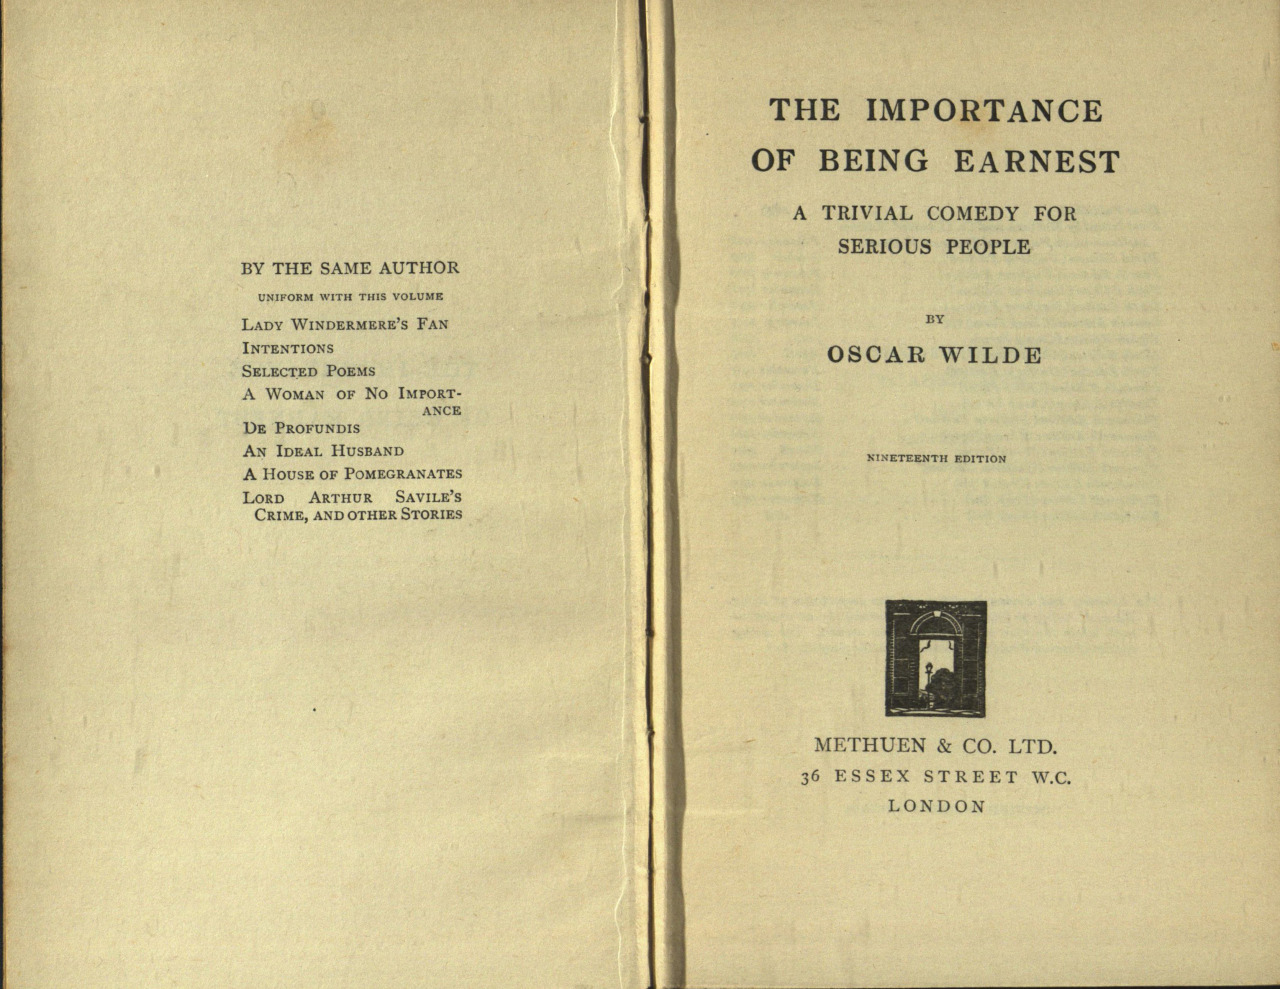 BY THE SAME AUTHOR
UNIFORM WITH THIS VOLUME
LADY WINDERMERE'S FAN
INTENTIONS
SELECTED POEMS
A WOMAN OF NO IMPORT-
ANCE
DE PROFUNDIS
AN IDEAL HUSBAND
A HOUSE OF POMEGRANATES
LORD ARTHUR SAVILE'S
CRIME, AND OTHER STORIES
THE IMPORTANCE
OF BEING EARNEST
A TRIVIAL COMEDY FOR
SERIOUS PEOPLE
BY
OSCAR WILDE
NINETEENTH EDITION
METHUEN & CO. LTD.
36 ESSEX STREET W.C.
LONDON